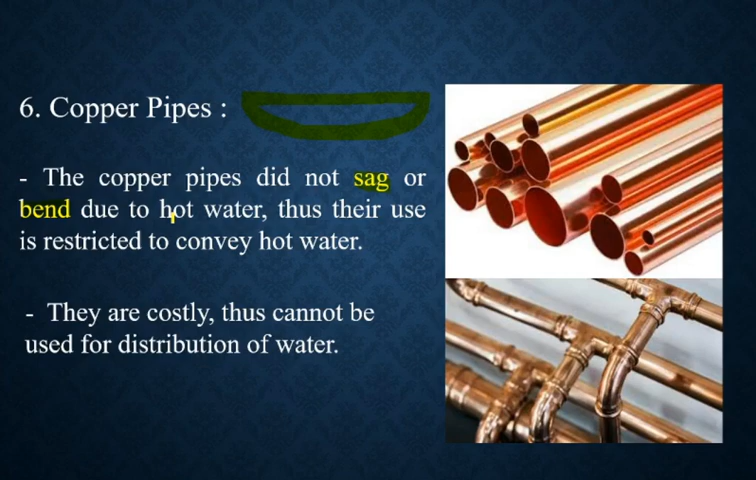 6. Copper Pipes :
- The copper pipes did not sag or
bend due to hot water, thus their use
is restricted to convey hot water.
- They are costly, thus cannot be
used for distribution of water.